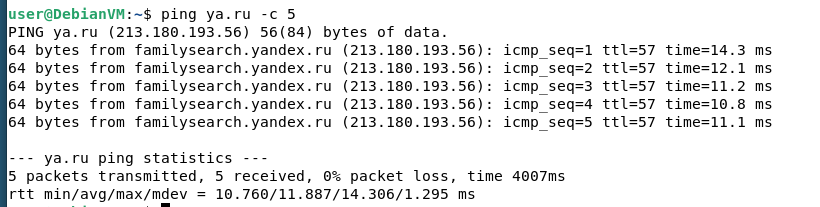 user@DebianVM:~$ ping ya.ru -c 5
PING ya.ru (213.180.193.56) 56(84) bytes of data.
64 bytes from familysearch.yandex.ru (213.180.193.56): icmp_seq=1 ttl=57 time=14.3 ms
64 bytes from familysearch.yandex.ru (213.180.193.56): icmp_seq=2 ttl=57 time=12.1 ms
64 bytes from familysearch.yandex.ru (213.180.193.56): icmp_seq=3 ttl=57 time=11.2 ms
64 bytes from familysearch.yandex.ru (213.180.193.56): icmp_seq=4 ttl=57 time=10.8 ms
64 bytes from familysearch.yandex.ru (213.180.193.56): icmp_seq=5 ttl=57 time=11.1 ms

--- ya.ru ping statistics ---
5 packets transmitted, 5 received, 0% packet loss, time 4007ms
rtt min/avg/max/mdev = 10.760/11.887/14.306/1.295 ms